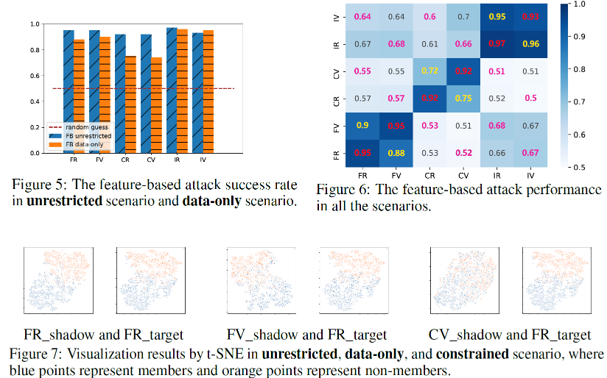 1.0
0.8
0.6
0.4
0.2
0.0
random guess
FB unrestricted
FB data-only
FR FV CR CV IR IV
Figure 5: The feature-based attack success rate
in unrestricted scenario and data-only scenario.
IV 0.64 0.64 0.6 0.7 0.95
IR 0.67 0.68 0.61 0.66 0.97 0.96
CV 0.55 0.55 0.72 0.51 0.51
CR 0.57 0.57 0.75 0.52 0.5
FV 0.9 0.95 0.53 0.51 0.68 0.67
FR 0.95 0.88 0.53 0.52 0.66 0.67
FR FV CR CV IR IV
1.0
0.9
0.8
0.7
0.6
0.5
Figure 6: The feature-based attack performance
in all the scenarios.
FR_shadow and FR_target FV_shadow and FR_target CV_shadow and FR_target
Figure 7: Visualization results by t-SNE in unrestricted, data-only, and constrained scenario, where
blue points represent members and orange points represent non-members.